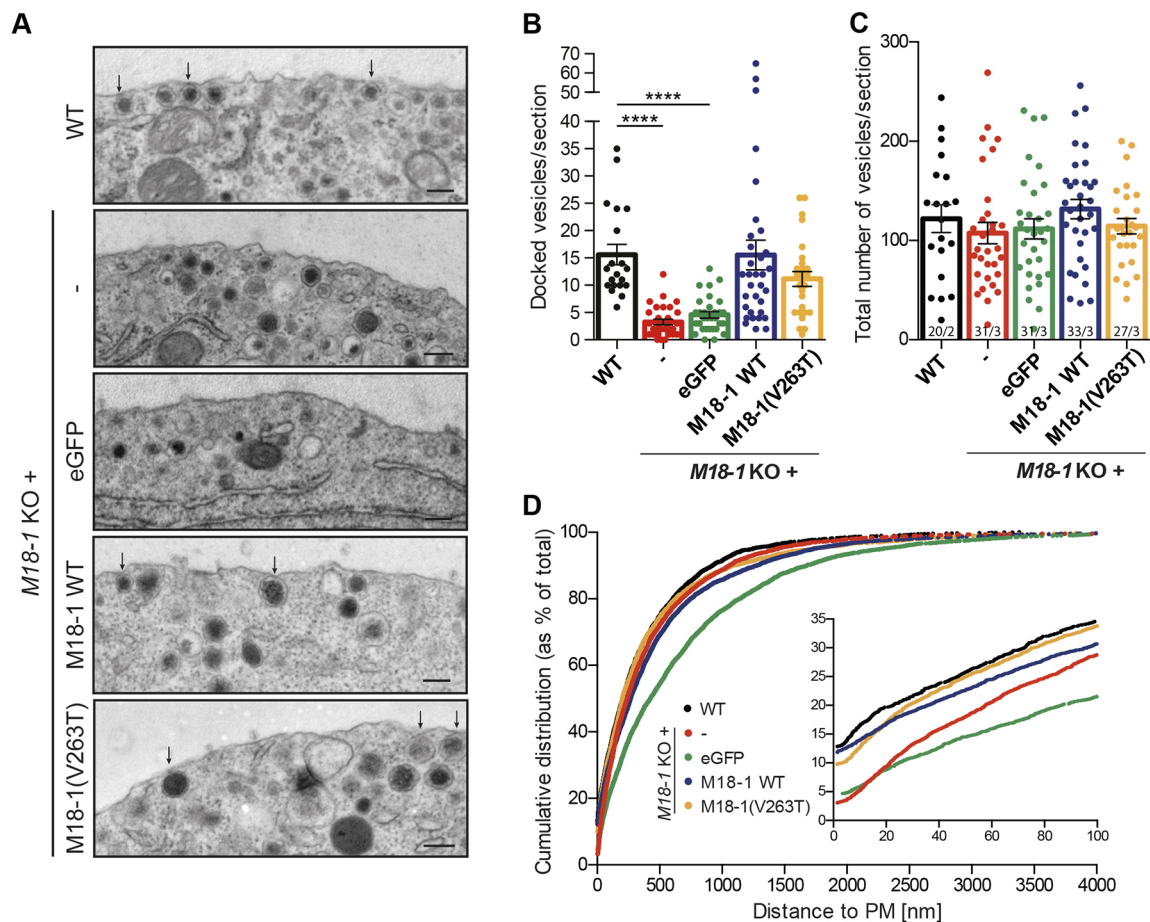 A
WT
-
eGFP
M18-1 WT
M18-1(V263T)
M18-1 KO +
B
Docked vesicles/section
70
60
50
40
35
30
25
20
15
10
5
0
****
****
WT
-
eGFP
M18-1 WT
M18-1(V263T)
M18-1 KO +
C
Total number of vesicles/section
300
200
100
0
20/2 31/3 31/3 33/3 27/3
WT
-
eGFP
M18-1 WT
M18-1(V263T)
M18-1 KO +
D
Cumulative distribution (as % of total)
100
80
60
40
20
0
0 500 1000 1500 2000 2500 3000 3500 4000
Distance to PM [nm]
WT
-
eGFP
M18-1 WT
M18-1(V263T)
M18-1 KO +
35
30
25
20
15
10
5
0
0 20 40 60 80 100